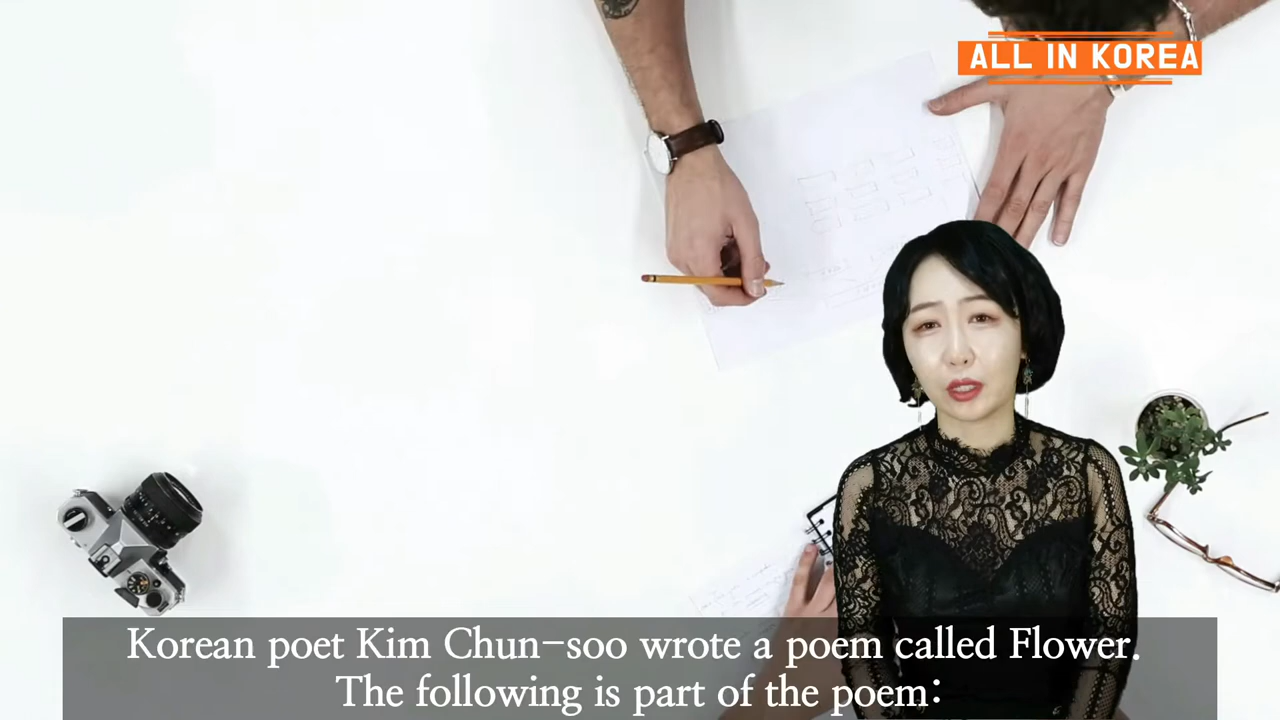 ALL IN KOREA
Korean poet Kim Chun-soo wrote a poem called Flower.
The following is part of the poem: